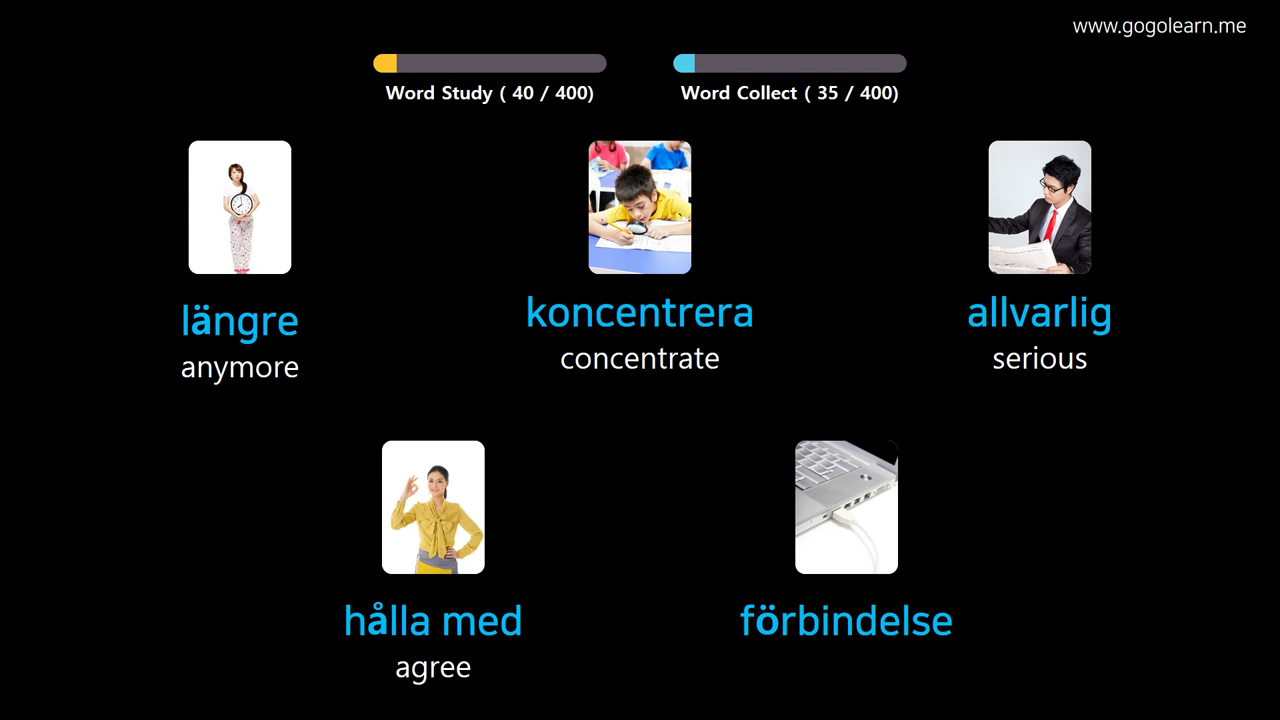 www.gogolearn.me
Word Study ( 40 / 400)
Word Collect ( 35 / 400)
längre
anymore
koncentrera
concentrate
allvarlig
serious
hålla med
agree
förbindelse